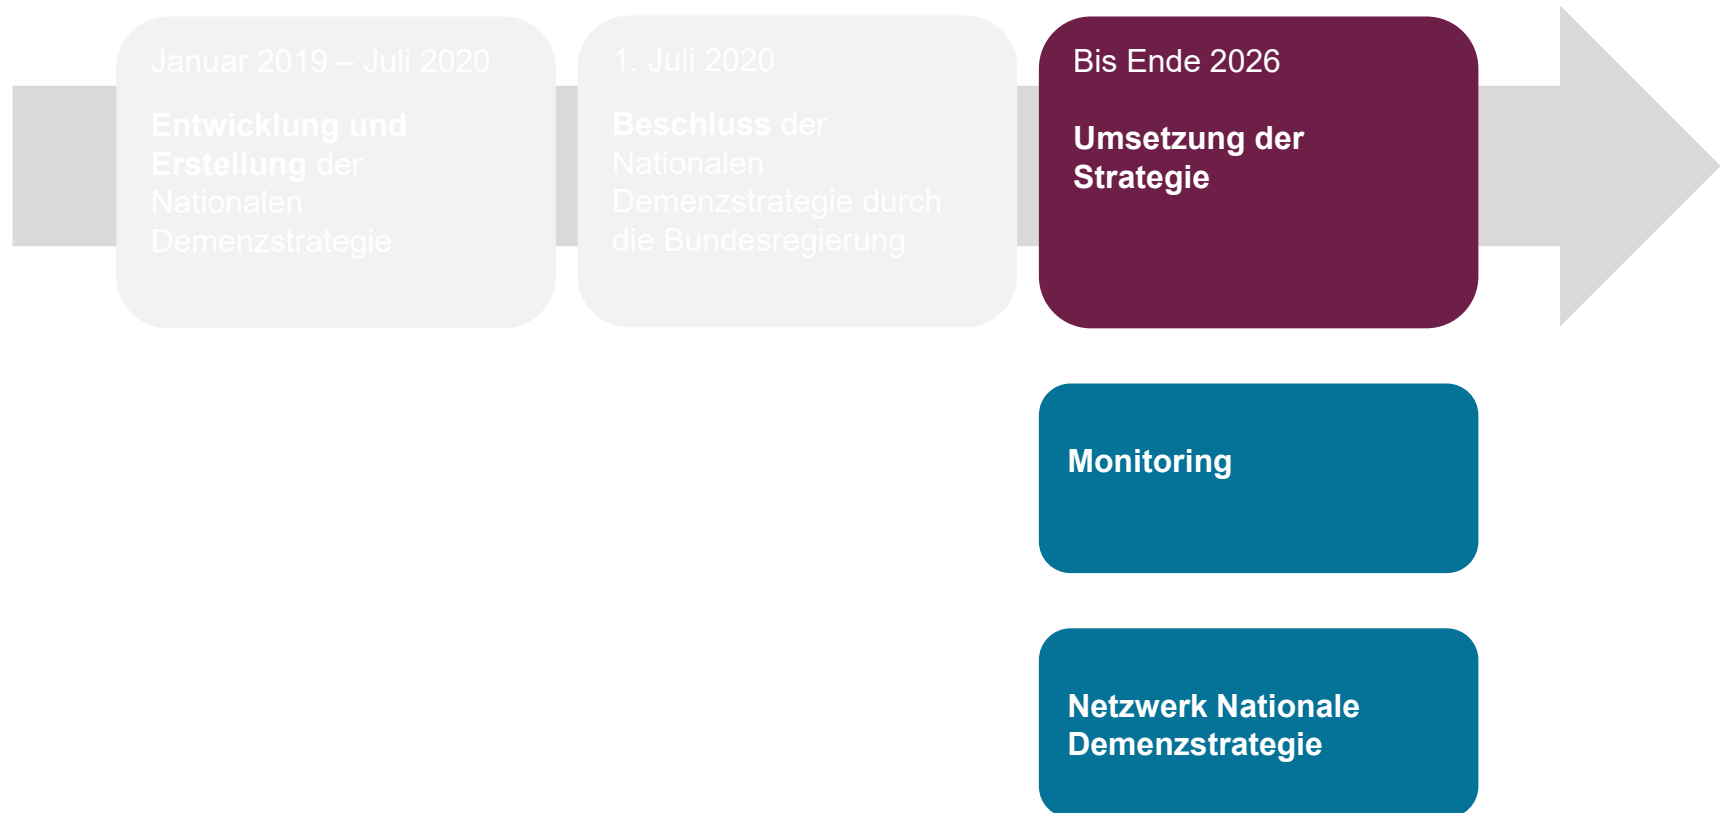 Januar 2019 – Juli 2020
Entwicklung und
Erstellung der
Nationalen
Demenzstrategie
1. Juli 2020
Beschluss der
Nationalen
Demenzstrategie durch
die Bundesregierung
Bis Ende 2026
Umsetzung der
Strategie
Monitoring
Netzwerk Nationale
Demenzstrategie